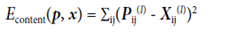 E_content(p, x) = Σ_ij(P_ij^(l) - X_ij^(l))²